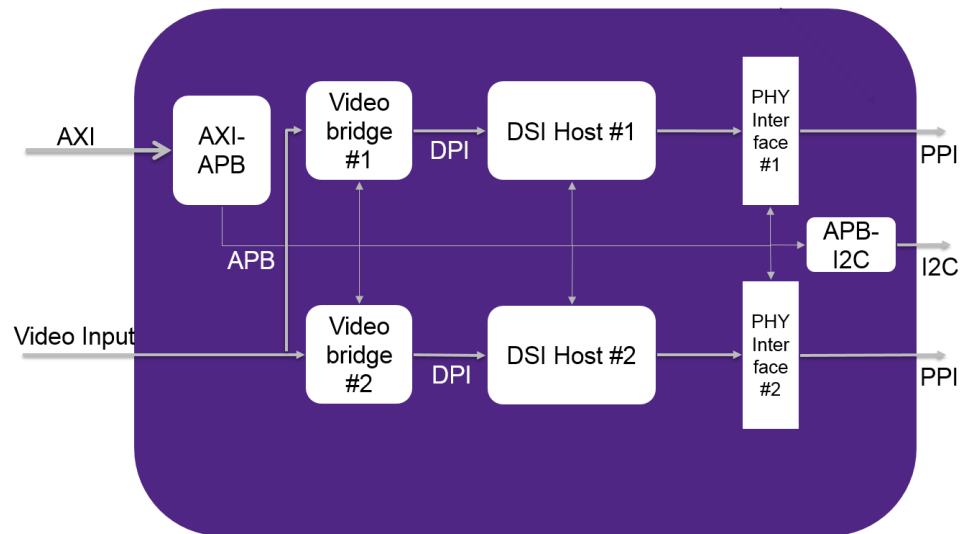 AXI
AXI-
APB
Video
bridge
#1
DPI
DSI Host #1
PHY
Inter
face
#1
PPI
APB
APB-
I2C
I2C
Video Input
Video
bridge
#2
DPI
DSI Host #2
PHY
Inter
face
#2
PPI